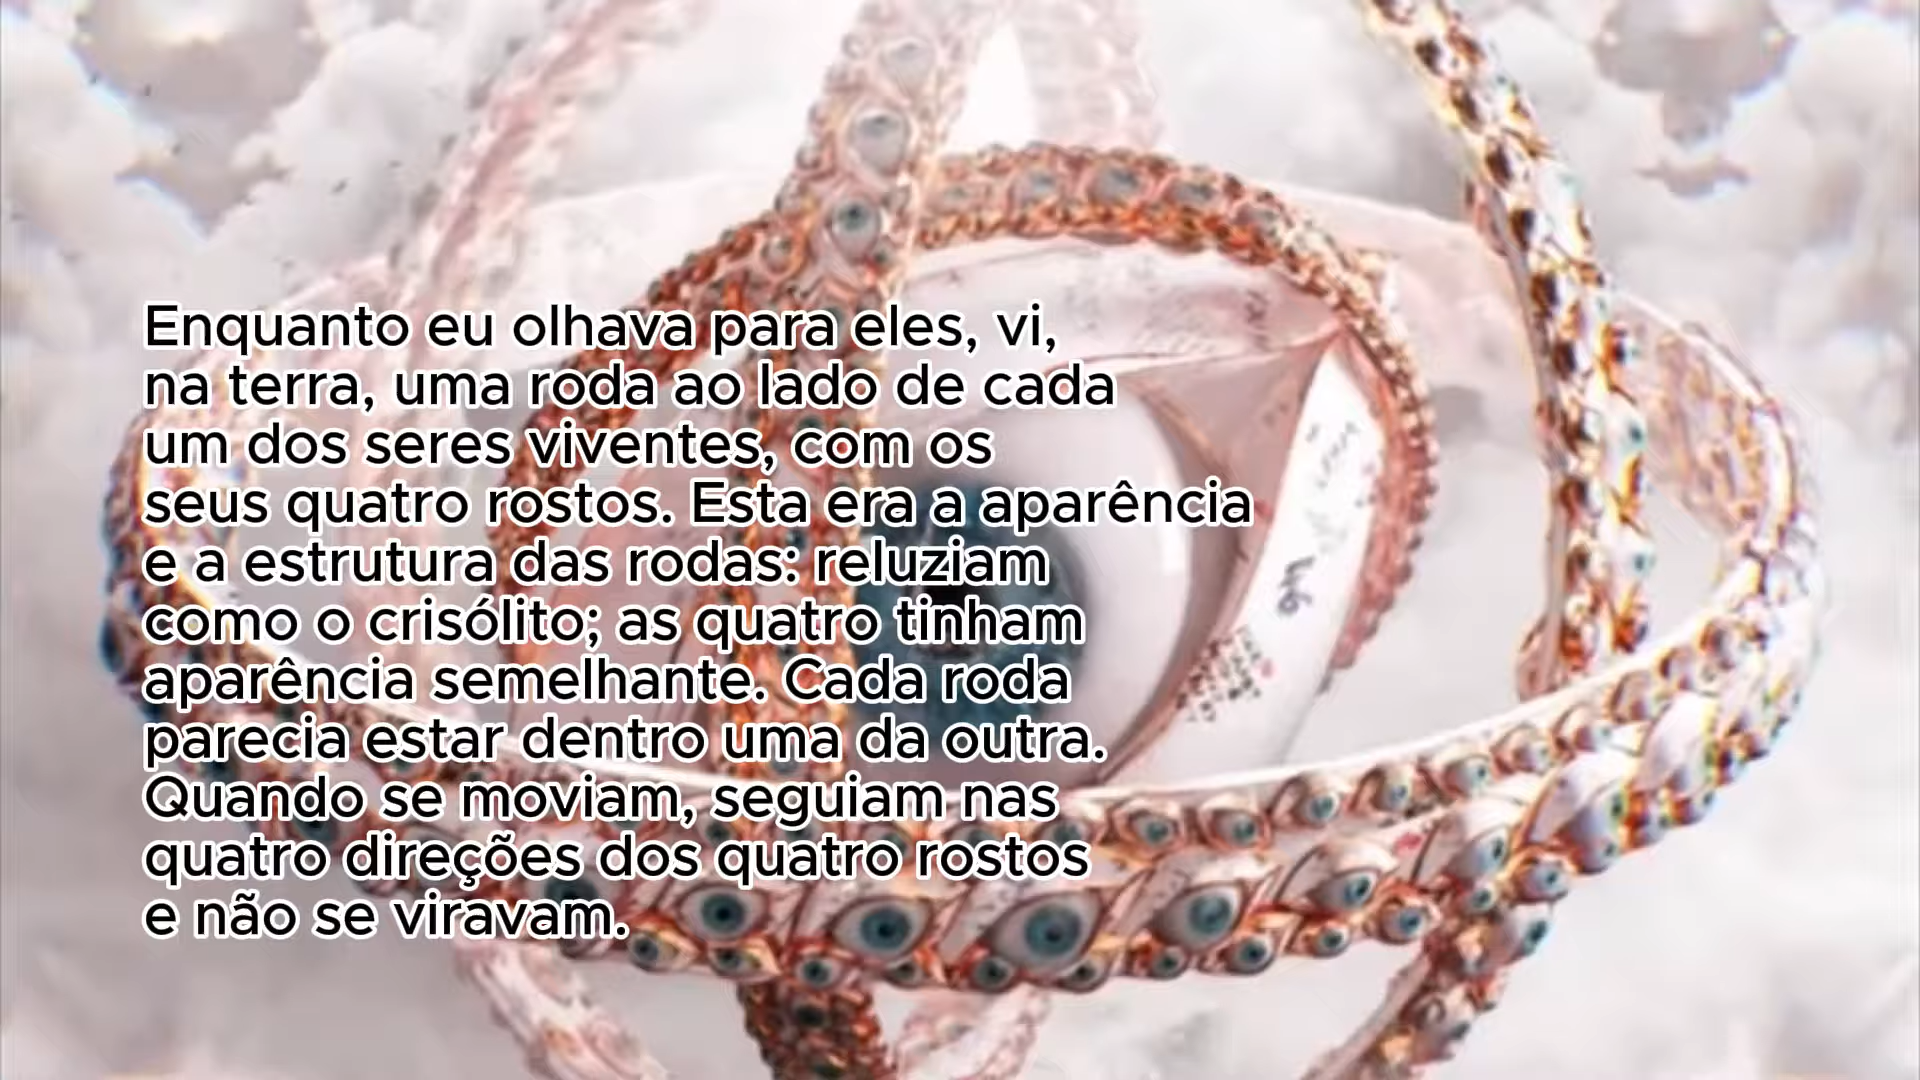 Enquanto eu olhava para eles, vi,
na terra, uma roda ao lado de cada
um dos seres viventes, com os
seus quatro rostos. Esta era a aparência
e a estrutura das rodas: reluziam
como o crisólito; as quatro tinham
aparência semelhante. Cada roda
parecia estar dentro uma da outra.
Quando se moviam, seguiam nas
quatro direções dos quatro rostos
e não se viravam.